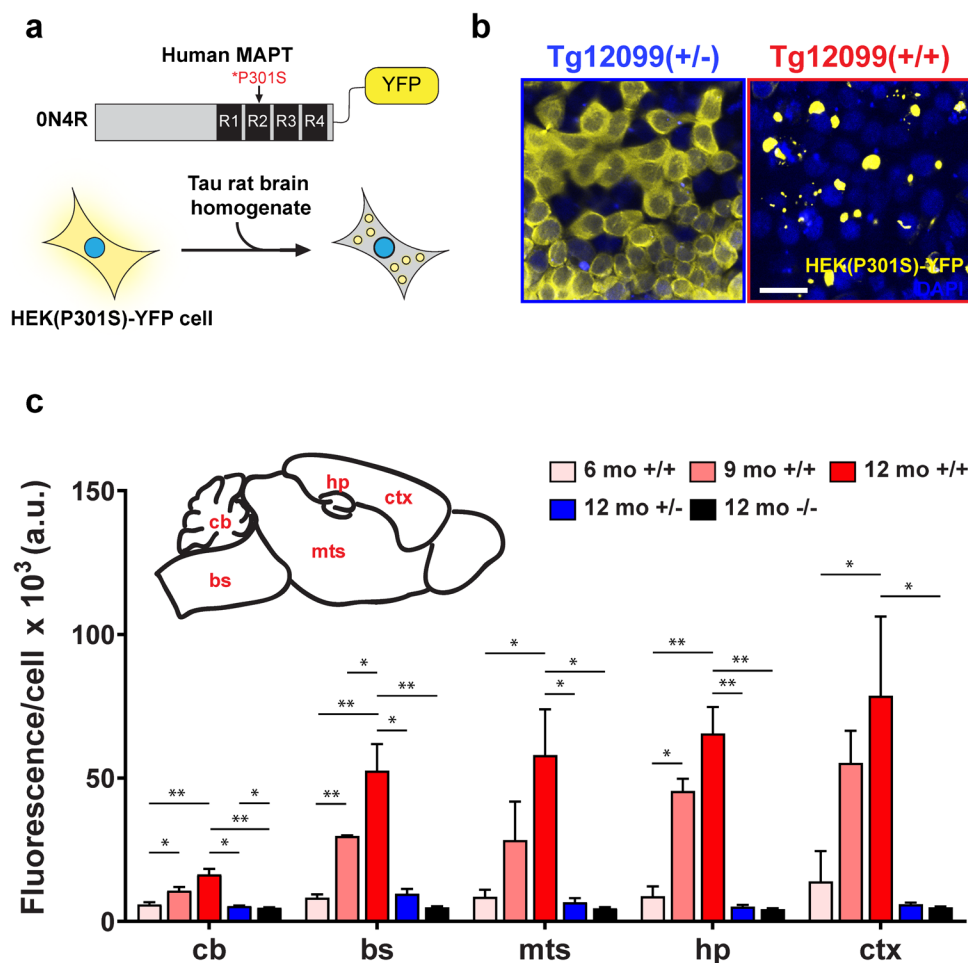 a
Human MAPT
*P301S
YFP
0N4R
R1 R2 R3 R4
Tau rat brain
homogenate
HEK(P301S)-YFP cell
b
Tg12099(+/-) Tg12099(+/+)
HEK(P301S)-YFP
DAPI
c
6 mo +/+ 9 mo +/+ 12 mo +/+
12 mo +/- 12 mo -/-
hp
ctx
cb
mts
bs
Fluorescence/cell x 10³ (a.u.)
150
100
50
0
* ** * ** * *
** ** * * ** *
* * *
* ** ** **
* *
cb bs mts hp ctx